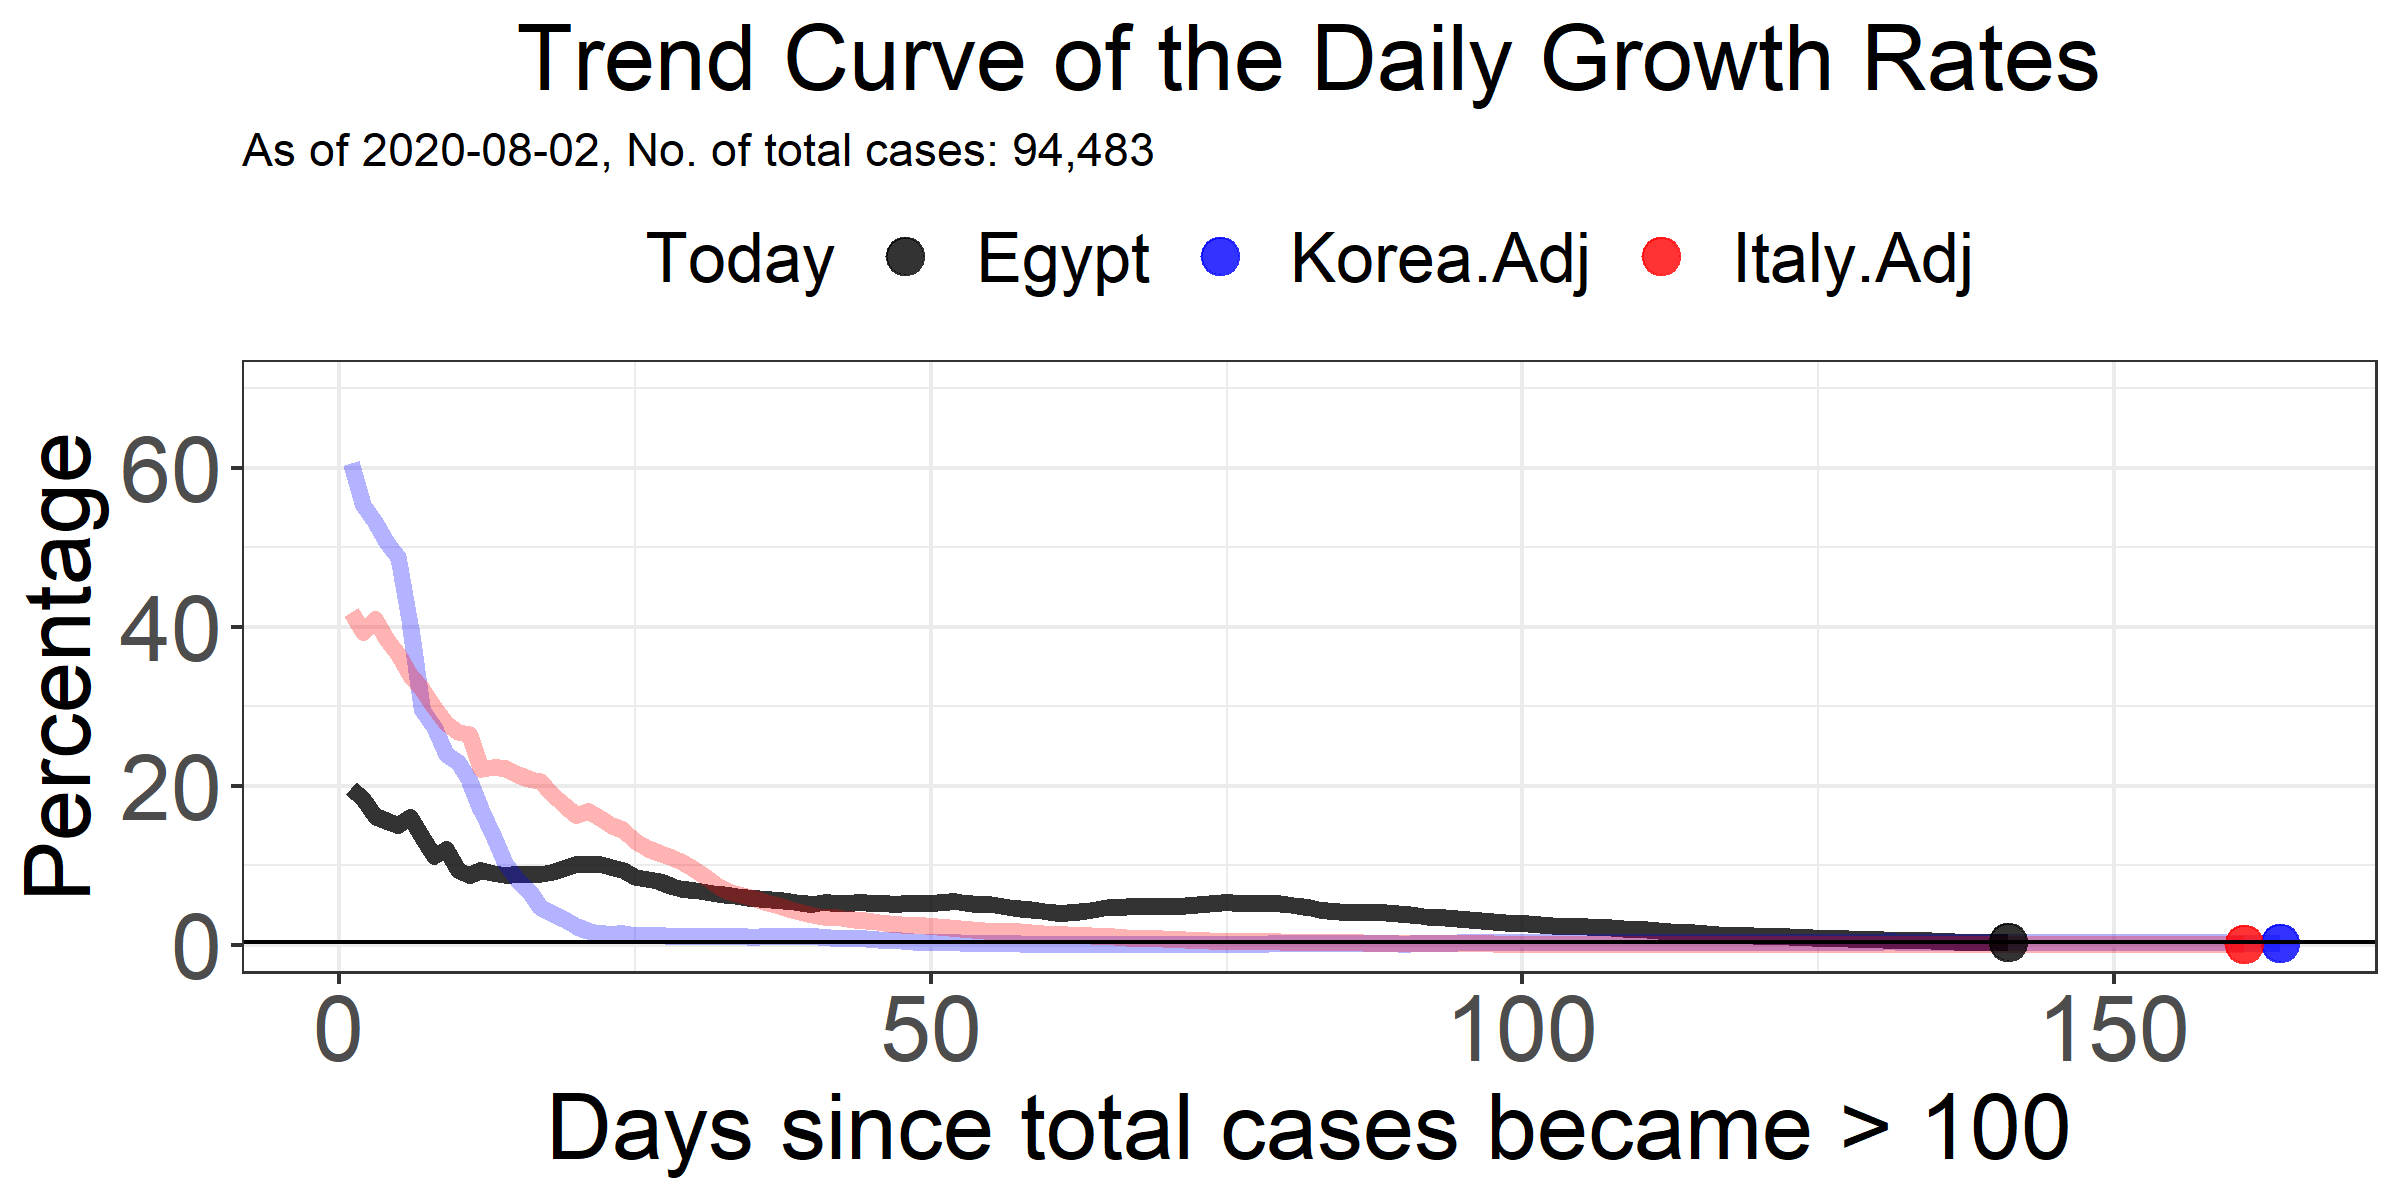 Trend Curve of the Daily Growth Rates
As of 2020-08-02, No. of total cases: 94,483
Today Egypt Korea.Adj Italy.Adj
Percentage
60
40
20
0
0 50 100 150
Days since total cases became > 100